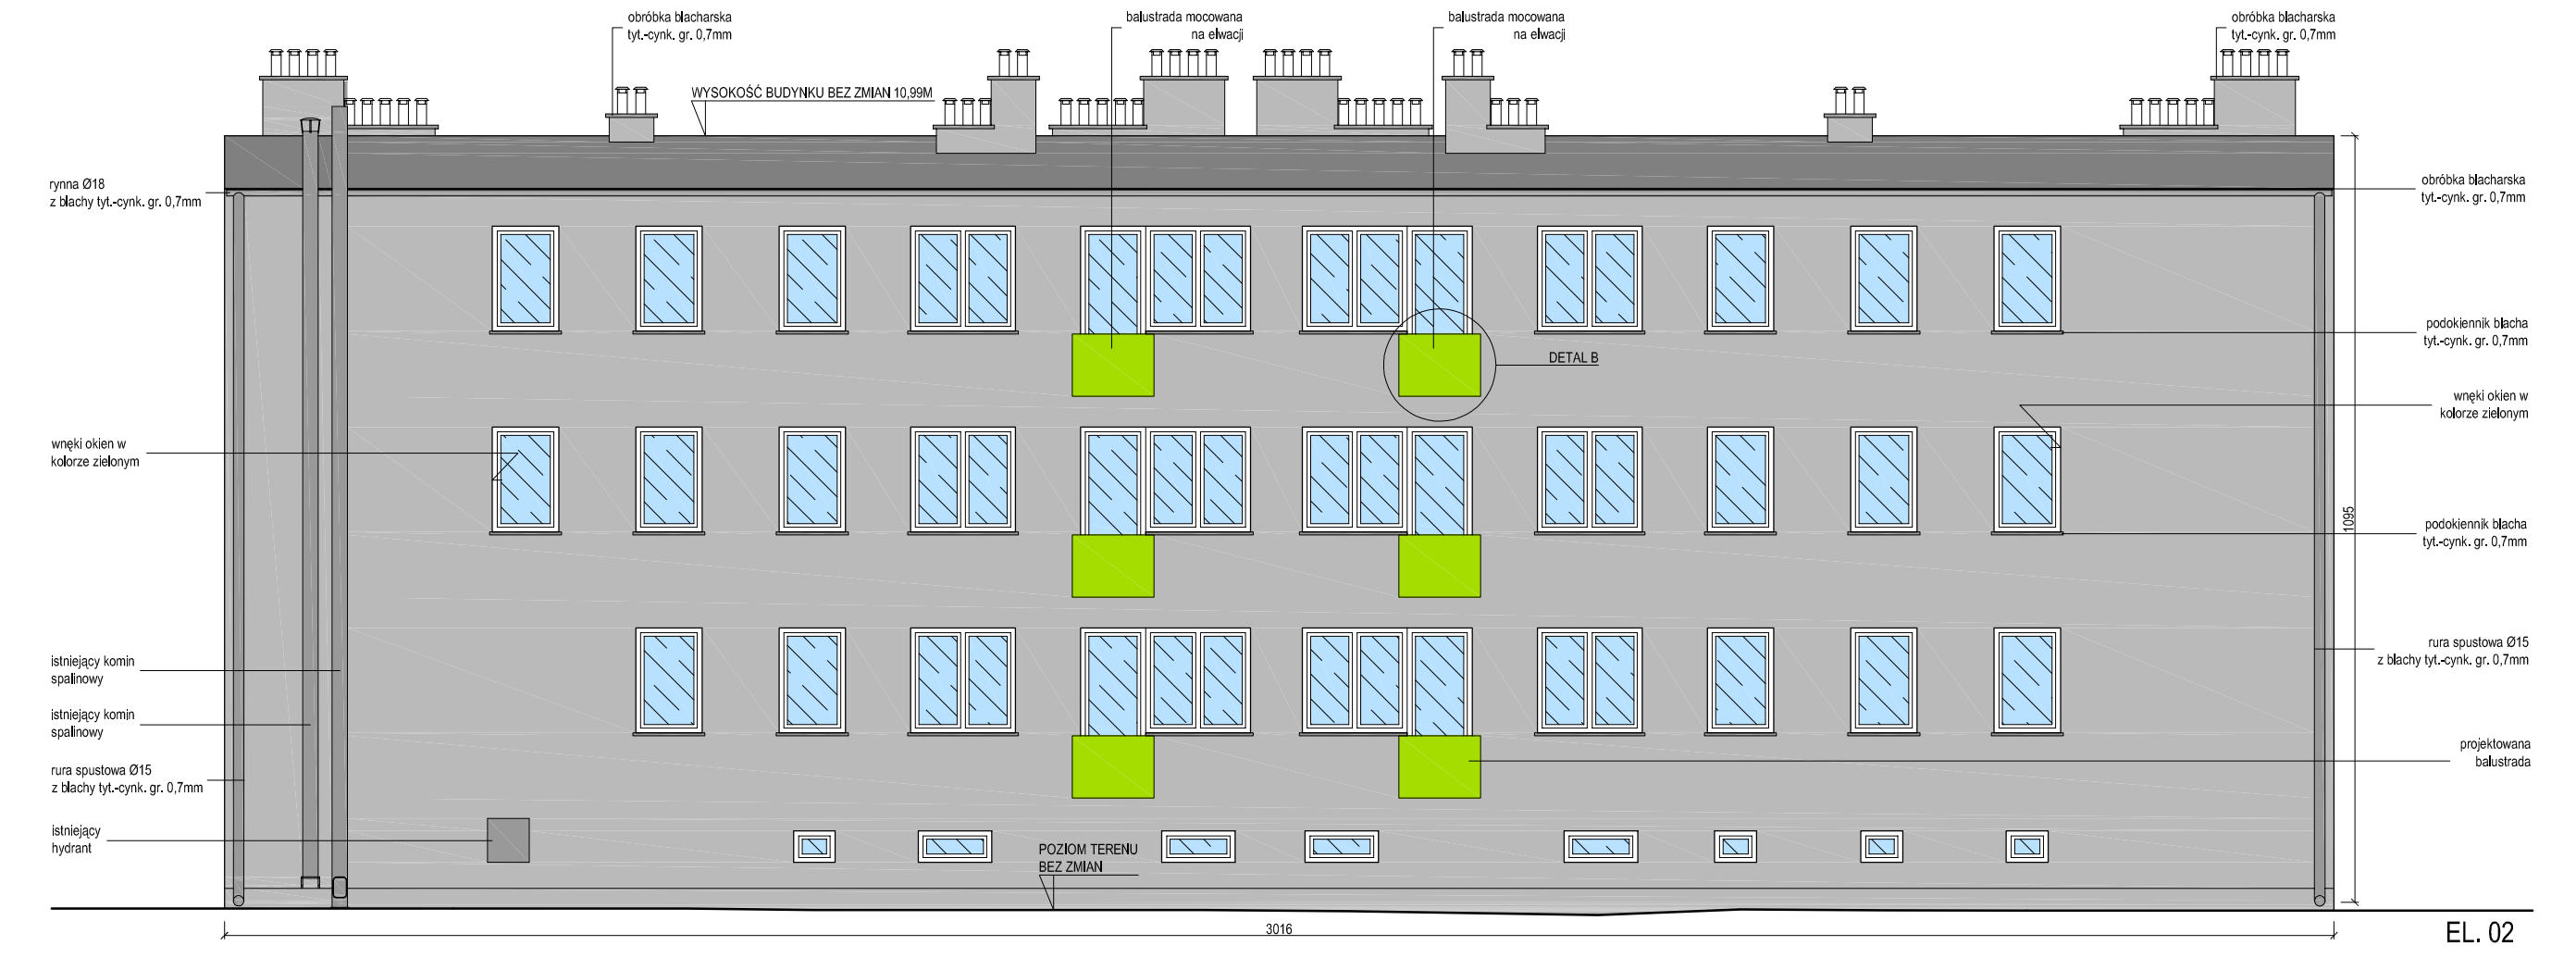 obróbka blacharska
tyt.-cynk. gr. 0,7mm
balustrada mocowana
na elwacji
balustrada mocowana
na elwacji
obróbka blacharska
tyt.-cynk. gr. 0,7mm
WYSOKOŚĆ BUDYNKU BEZ ZMIAN 10,99M
rynna Ø18
z blachy tyt.-cynk. gr. 0,7mm
obróbka blacharska
tyt.-cynk. gr. 0,7mm
podokiennik blacha
tyt.-cynk. gr. 0,7mm
DETAL B
wnęki okien w
kolorze zielonym
wnęki okien w
kolorze zielonym
1095
podokiennik blacha
tyt.-cynk. gr. 0,7mm
istniejący komin
spalinowy
rura spustowa Ø15
z blachy tyt.-cynk. gr. 0,7mm
istniejący komin
spalinowy
projektowana
balustrada
rura spustowa Ø15
z blachy tyt.-cynk. gr. 0,7mm
istniejący
hydrant
POZIOM TERENU
BEZ ZMIAN
3016
EL. 02